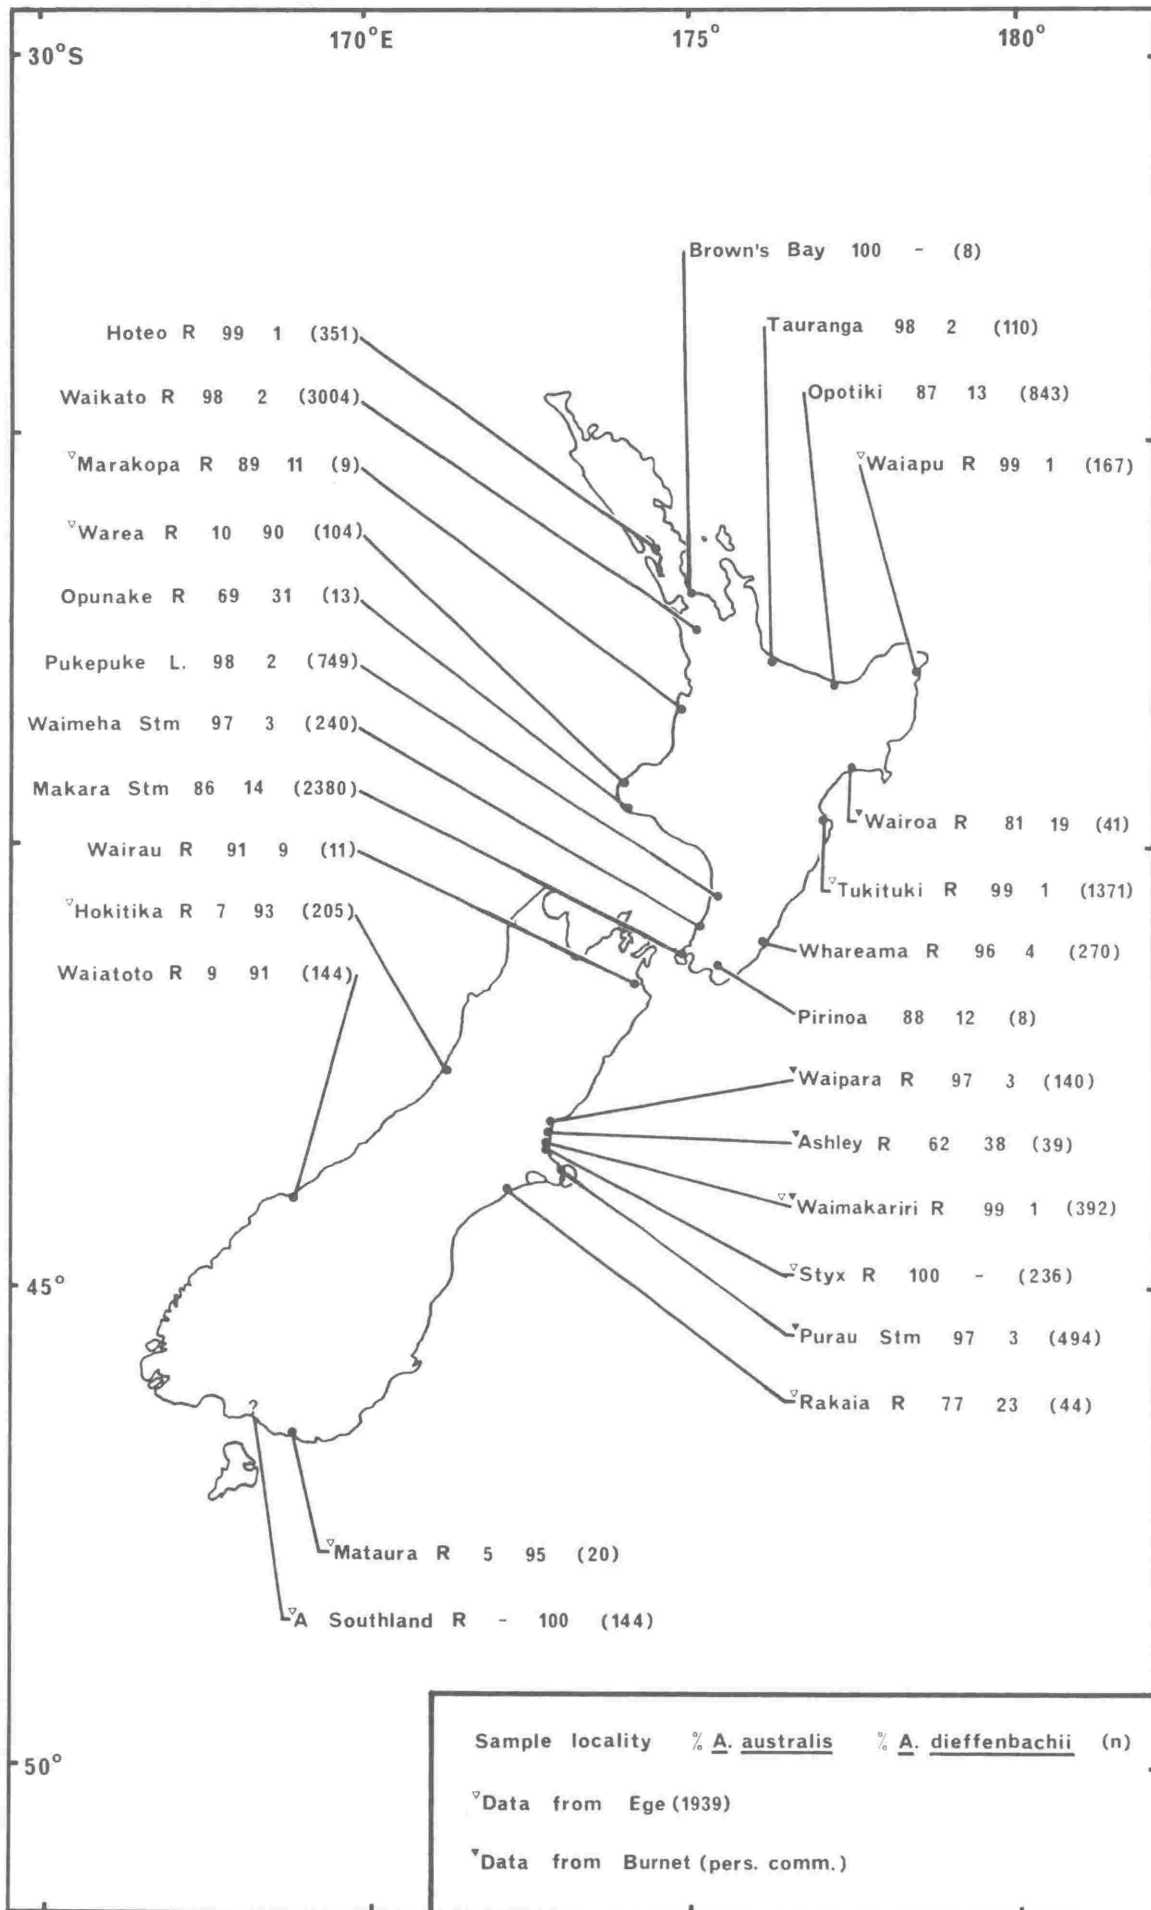 170°E 175° 180°
30°S
Brown's Bay 100 - (8)
Hoteo R 99 1 (351)
Tauranga 98 2 (110)
Waikato R 98 2 (3004)
Opotiki 87 13 (843)
▽Marakopa R 89 11 (9)
▽Waiapu R 99 1 (167)
▽Warea R 10 90 (104)
Opunake R 69 31 (13)
Pukepuke L. 98 2 (749)
Waimeha Stm 97 3 (240)
Makara Stm 86 14 (2380)
▼Wairoa R 81 19 (41)
Wairau R 91 9 (11)
▽Tukituki R 99 1 (1371)
▽Hokitika R 7 93 (205)
Whareama R 96 4 (270)
Waiatoto R 9 91 (144)
Pirinoa 88 12 (8)
▼Waipara R 97 3 (140)
▼Ashley R 62 38 (39)
▽▼Waimakariri R 99 1 (392)
45°
▽Styx R 100 - (236)
▼Purau Stm 97 3 (494)
▽Rakaia R 77 23 (44)
?
▽Mataura R 5 95 (20)
▽A Southland R - 100 (144)
50°
Sample locality % A. australis % A. dieffenbachii (n)
▽Data from Ege (1939)
▼Data from Burnet (pers. comm.)